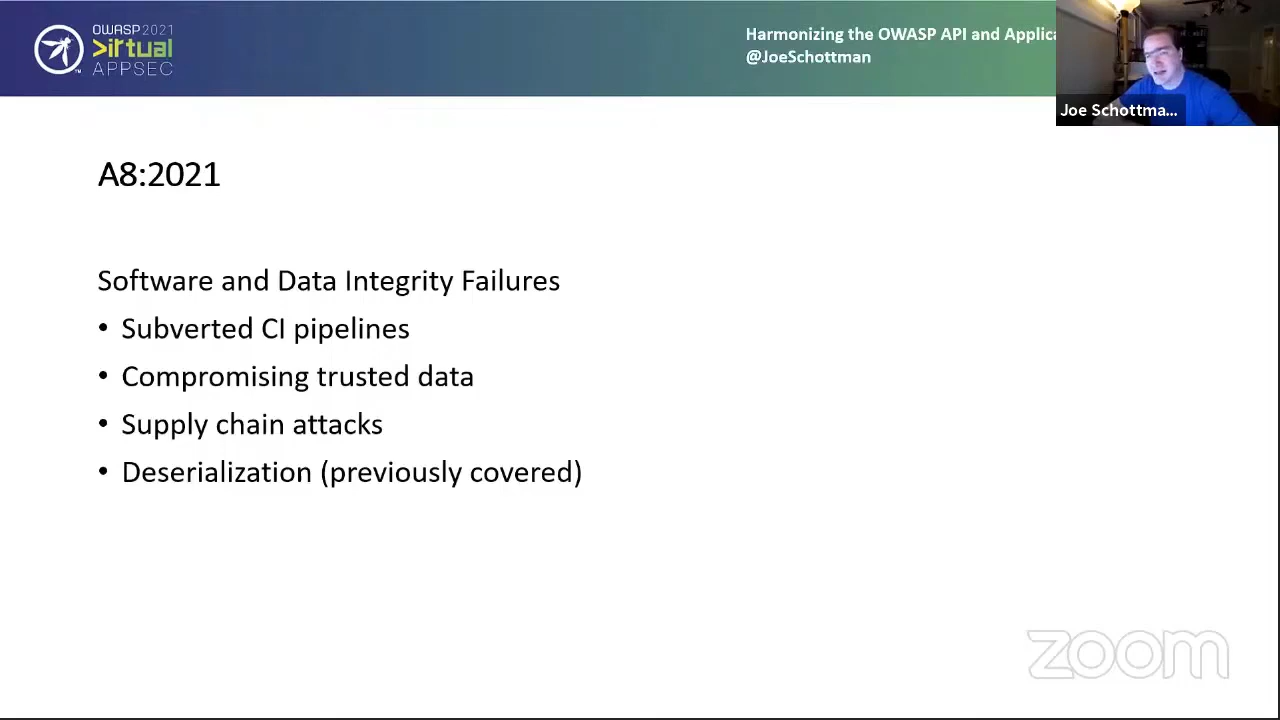 OWASP 2021
>irtual
APPSEC
Harmonizing the OWASP API and Applica
@JoeSchottman
Joe Schottma...
A8:2021
Software and Data Integrity Failures
• Subverted CI pipelines
• Compromising trusted data
• Supply chain attacks
• Deserialization (previously covered)
zoom